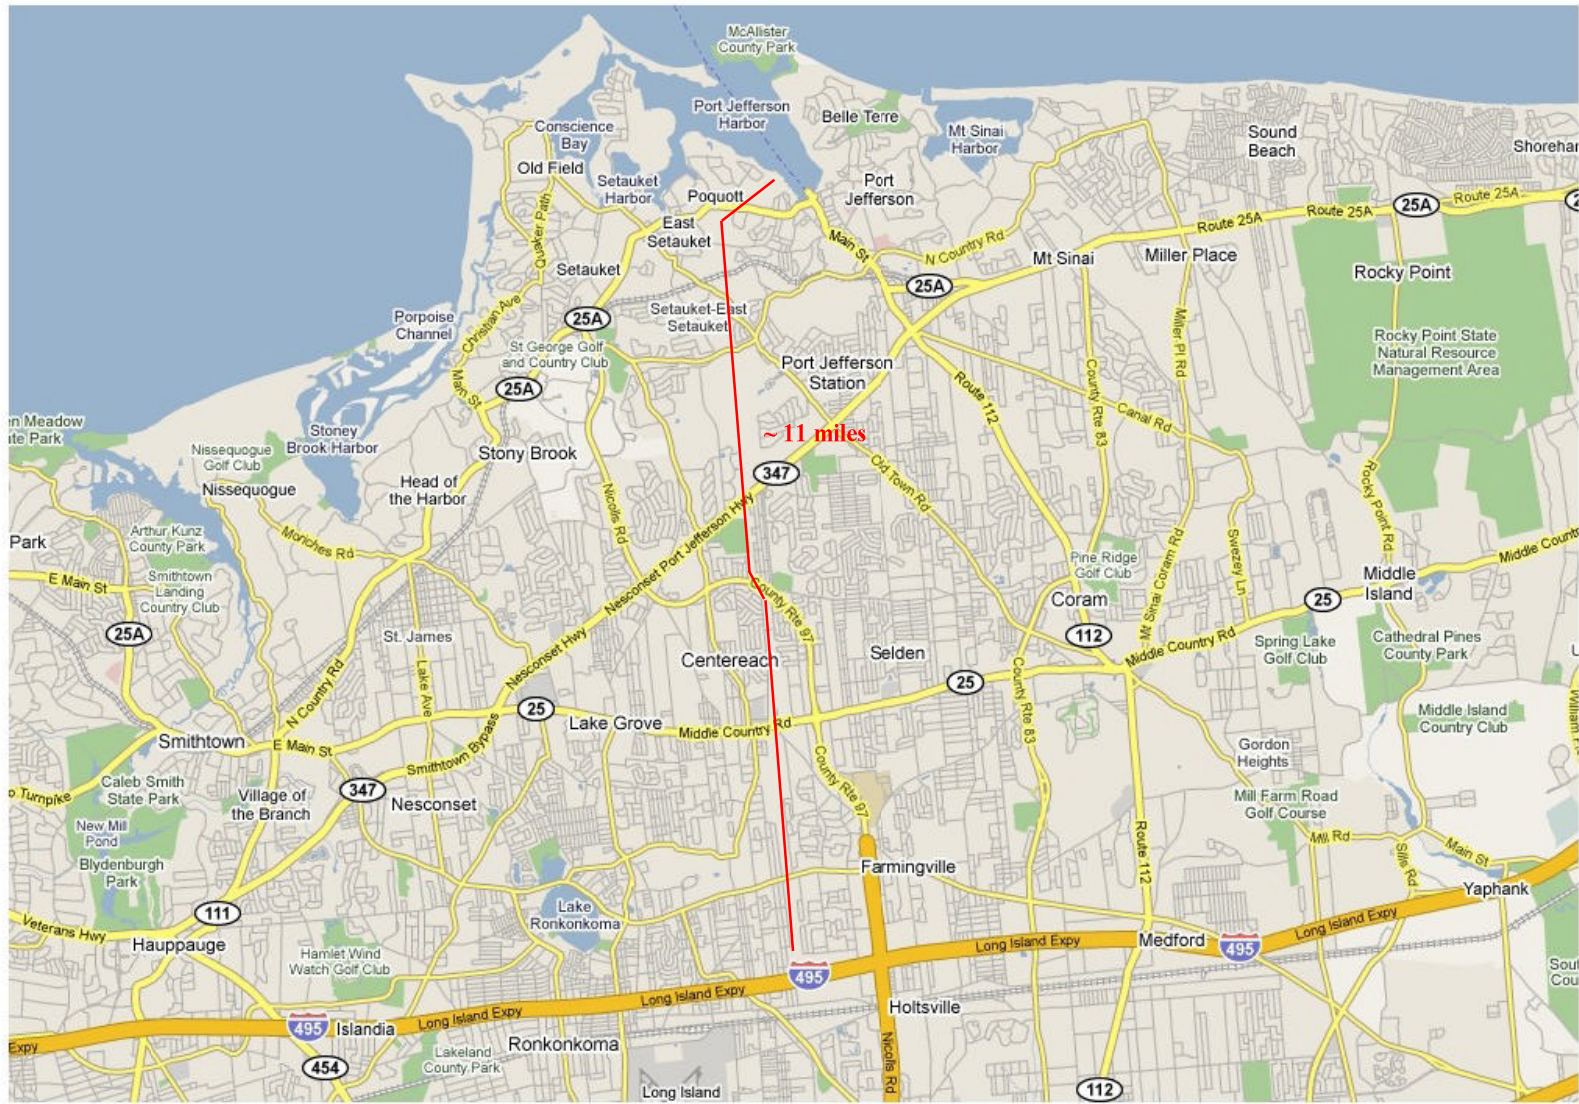 McAllister
County Park
Port Jefferson
Harbor
Belle Terre
Conscience
Bay
Mt Sinai
Harbor
Sound
Beach
Shoreham
Old Field
Setauket
Harbor
Poquott
Port
Jefferson
Quaker Path
East
Setauket
Main St
N Country Rd
Route 25A
Route 25A
25A
Route 25A
Setauket
Mt Sinai
Miller Place
Rocky Point
25A
Porpoise
Channel
Christian Ave
25A
Setauket-East
Setauket
Miller Pl Rd
Rocky Point State
Natural Resource
Management Area
St George Golf
and Country Club
Port Jefferson
Station
Main St
25A
Route 112
County Rte 83
Canal Rd
en Meadow
ate Park
Stoney
Brook Harbor
Nissequogue
Golf Club
Stony Brook
~ 11 miles
347
Old Town Rd
Nissequogue
Head of
the Harbor
Nicolls Rd
Rocky Point Rd
Park
Arthur Kunz
County Park
Moriches Rd
Nesconset Port Jefferson Hwy
Swezey Ln
Middle Count
E Main St
Smithtown
Landing
Country Club
County Rte 97
Pine Ridge
Golf Club
Mt Sinai Coram Rd
Middle
Island
Coram
25
25A
St. James
Nesconset Hwy
112
Middle Country Rd
Spring Lake
Golf Club
Cathedral Pines
County Park
N Country Rd
Lake Ave
Centereach
Selden
25
County Rte 83
Smithtown
E Main St
25
Lake Grove
Middle Country Rd
Middle Island
Country Club
William
Smithtown Bypass
Gordon
Heights
Caleb Smith
State Park
o Turnpike
Village of
the Branch
347
Nesconset
County Rte 97
Mill Farm Road
Golf Course
New Mill
Pond
Blydenburgh
Park
Route 112
Mill Rd
Sills Rd
Main St
Farmingville
Yaphank
111
Veterans Hwy
Hauppauge
Lake
Ronkonkoma
Long Island Expy
Medford
495
Long Island Expy
Hamlet Wind
Watch Golf Club
495
Sou
Cou
Long Island Expy
Holtsville
Expy
495
Islandia
Long Island Expy
Ronkonkoma
Nicolls Rd
454
Lakeland
County Park
Long Island
112